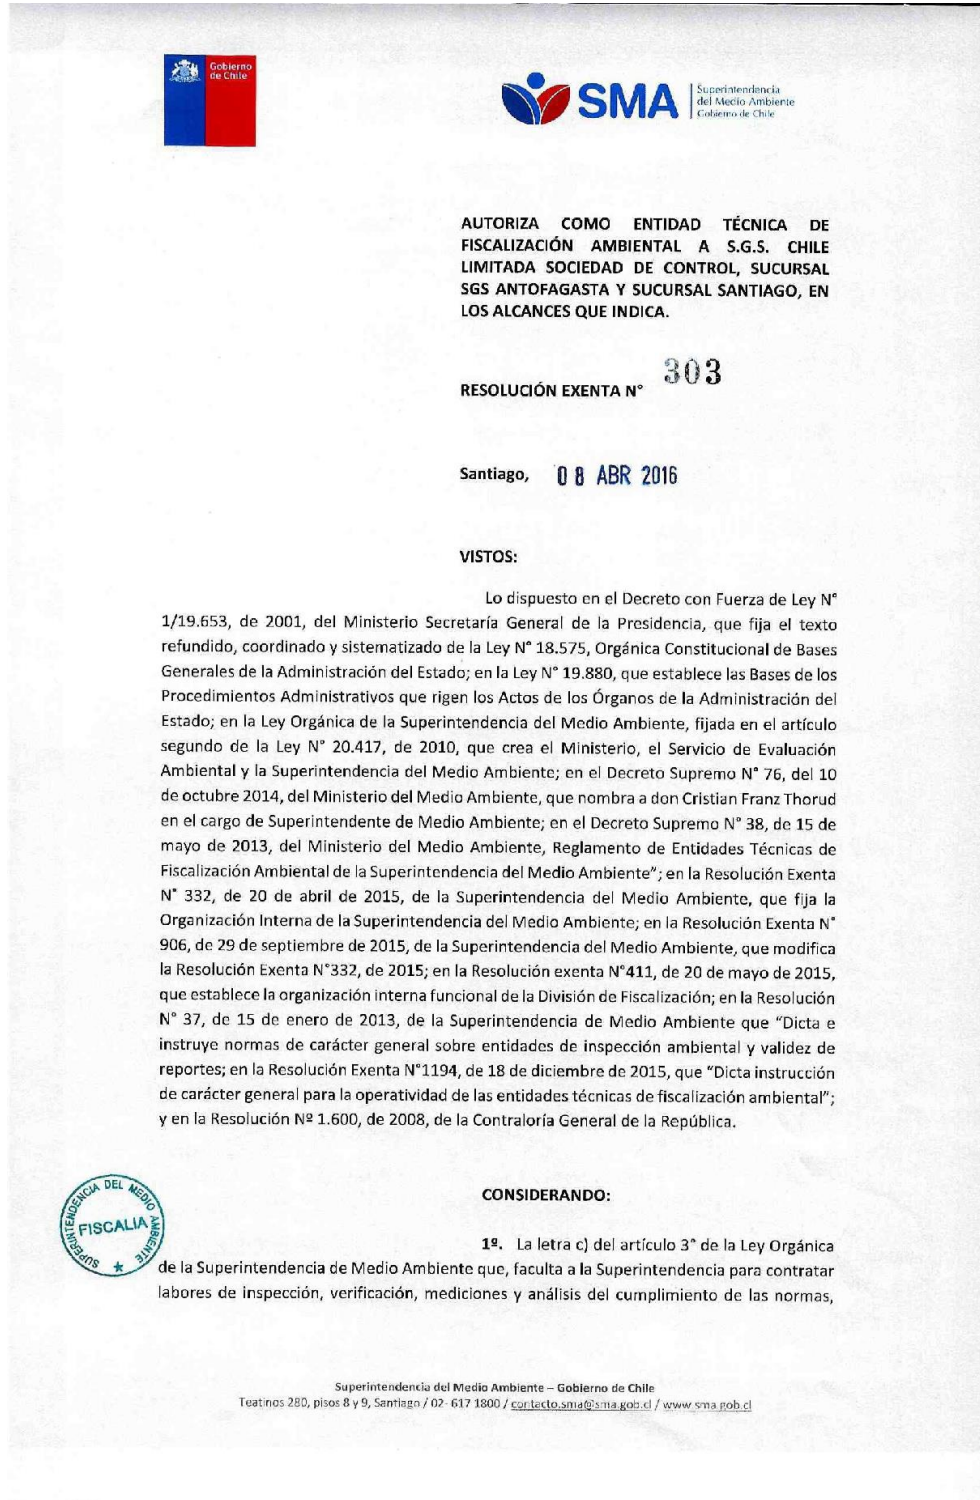 Gobierno
de Chile
SMA
Superintendencia
del Medio Ambiente
Gobierno de Chile
AUTORIZA COMO ENTIDAD TÉCNICA DE
FISCALIZACIÓN AMBIENTAL A S.G.S. CHILE
LIMITADA SOCIEDAD DE CONTROL, SUCURSAL
SGS ANTOFAGASTA Y SUCURSAL SANTIAGO, EN
LOS ALCANCES QUE INDICA.
RESOLUCIÓN EXENTA N° 303
Santiago, 08 ABR 2016
VISTOS:
Lo dispuesto en el Decreto con Fuerza de Ley N°
1/19.653, de 2001, del Ministerio Secretaría General de la Presidencia, que fija el texto
refundido, coordinado y sistematizado de la Ley N° 18.575, Orgánica Constitucional de Bases
Generales de la Administración del Estado; en la Ley N° 19.880, que establece las Bases de los
Procedimientos Administrativos que rigen los Actos de los Órganos de la Administración del
Estado; en la Ley Orgánica de la Superintendencia del Medio Ambiente, fijada en el artículo
segundo de la Ley N° 20.417, de 2010, que crea el Ministerio, el Servicio de Evaluación
Ambiental y la Superintendencia del Medio Ambiente; en el Decreto Supremo N° 76, del 10
de octubre 2014, del Ministerio del Medio Ambiente, que nombra a don Cristian Franz Thorud
en el cargo de Superintendente de Medio Ambiente; en el Decreto Supremo N° 38, de 15 de
mayo de 2013, del Ministerio del Medio Ambiente, Reglamento de Entidades Técnicas de
Fiscalización Ambiental de la Superintendencia del Medio Ambiente"; en la Resolución Exenta
N° 332, de 20 de abril de 2015, de la Superintendencia del Medio Ambiente, que fija la
Organización Interna de la Superintendencia del Medio Ambiente; en la Resolución Exenta N°
906, de 29 de septiembre de 2015, de la Superintendencia del Medio Ambiente, que modifica
la Resolución Exenta N°332, de 2015; en la Resolución exenta N°411, de 20 de mayo de 2015,
que establece la organización interna funcional de la División de Fiscalización; en la Resolución
N° 37, de 15 de enero de 2013, de la Superintendencia de Medio Ambiente que "Dicta e
instruye normas de carácter general sobre entidades de inspección ambiental y validez de
reportes; en la Resolución Exenta N°1194, de 18 de diciembre de 2015, que "Dicta instrucción
de carácter general para la operatividad de las entidades técnicas de fiscalización ambiental";
y en la Resolución Nº 1.600, de 2008, de la Contraloría General de la República.
CONSIDERANDO:
SUPERINTENDENCIA DEL MEDIO AMBIENTE
FISCALIA
1º. La letra c) del artículo 3° de la Ley Orgánica
de la Superintendencia de Medio Ambiente que, faculta a la Superintendencia para contratar
labores de inspección, verificación, mediciones y análisis del cumplimiento de las normas,
Superintendencia del Medio Ambiente – Gobierno de Chile
Teatinos 280, pisos 8 y 9, Santiago / 02- 617 1800 / contacto.sma@sma.gob.cl / www.sma.gob.cl